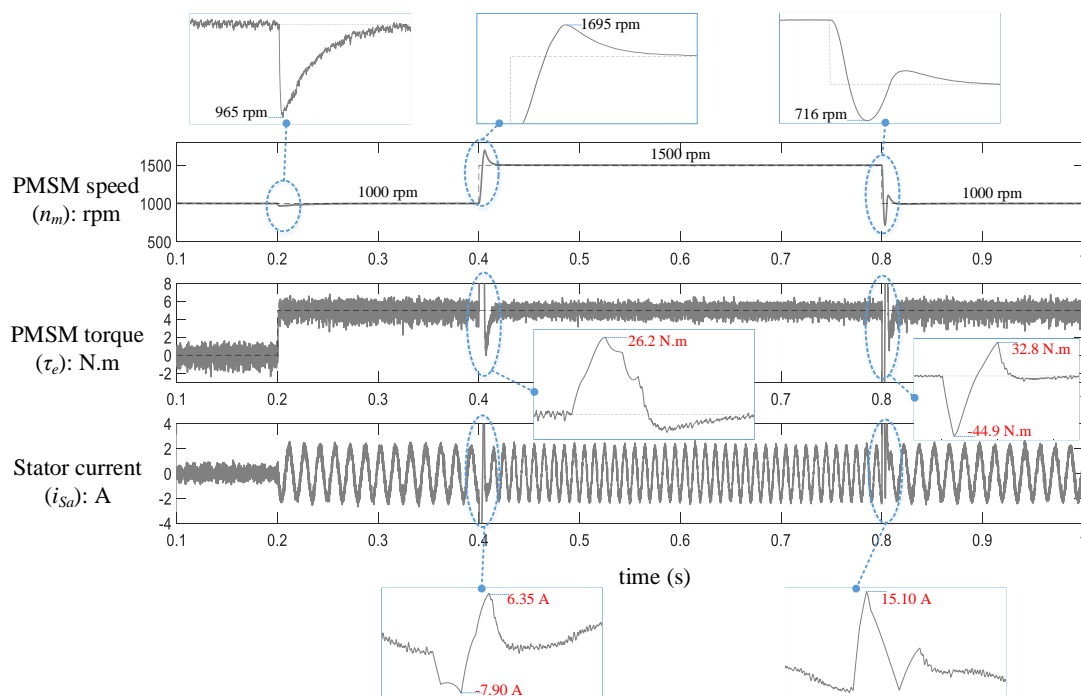 965 rpm
1695 rpm
716 rpm
PMSM speed
(nm): rpm
1500
1000
500
1000 rpm
1500 rpm
1000 rpm
0.1 0.2 0.3 0.4 0.5 0.6 0.7 0.8 0.9 1
PMSM torque
(τe): N.m
8
6
4
2
0
-2
26.2 N.m
32.8 N.m
-44.9 N.m
0.1 0.2 0.3 0.4 0.5 0.6 0.7 0.8 0.9
Stator current
(iSa): A
4
2
0
-2
-4
0.1 0.2 0.3 0.4 0.5 0.6 0.7 0.8 0.9
time (s)
6.35 A
-7.90 A
15.10 A